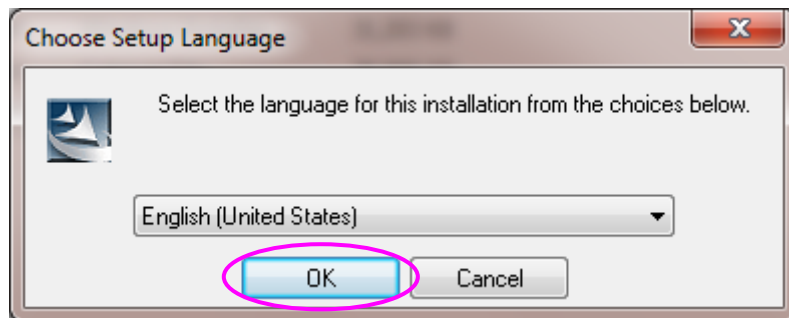 Choose Setup Language
Select the language for this installation from the choices below.
English (United States)
OK
Cancel